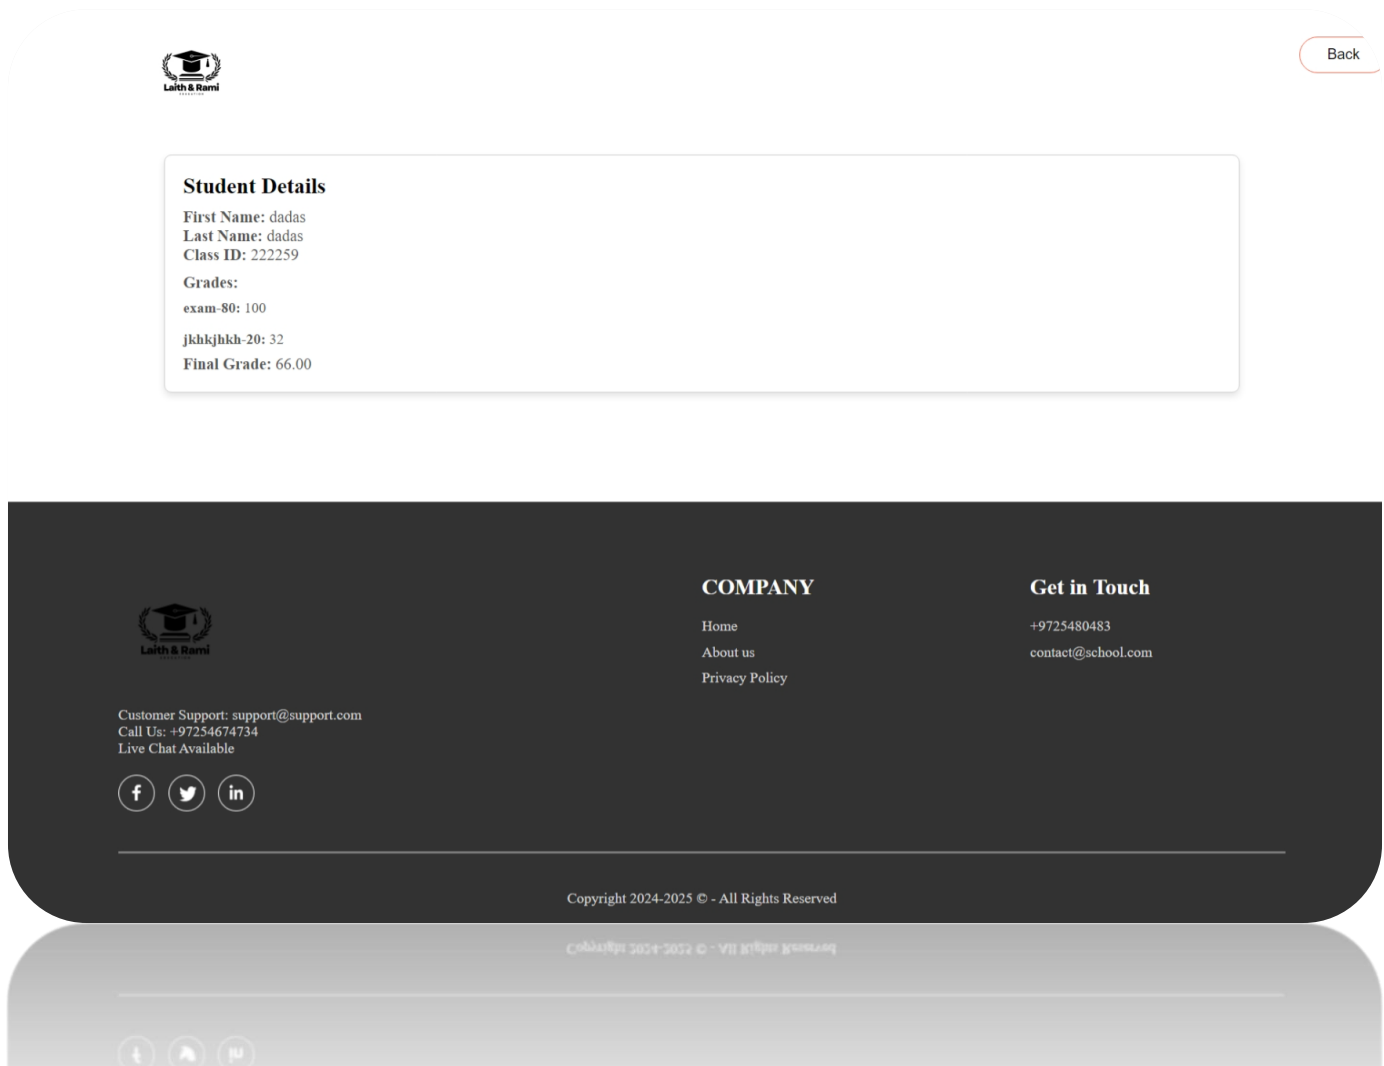 Laith & Rami
Back
Student Details
First Name: dadas
Last Name: dadas
Class ID: 222259
Grades:
exam-80: 100
jkhkjhkh-20: 32
Final Grade: 66.00
Laith & Rami
COMPANY
Home
About us
Privacy Policy
Get in Touch
+9725480483
contact@school.com
Customer Support: support@support.com
Call Us: +97254674734
Live Chat Available
Copyright 2024-2025 © - All Rights Reserved